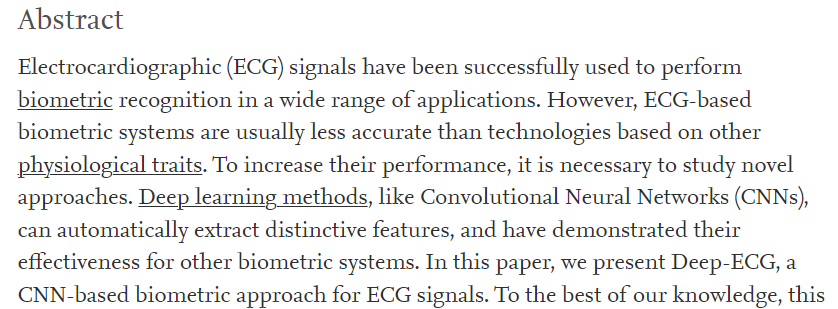 Abstract
Electrocardiographic (ECG) signals have been successfully used to perform
biometric recognition in a wide range of applications. However, ECG-based
biometric systems are usually less accurate than technologies based on other
physiological traits. To increase their performance, it is necessary to study novel
approaches. Deep learning methods, like Convolutional Neural Networks (CNNs),
can automatically extract distinctive features, and have demonstrated their
effectiveness for other biometric systems. In this paper, we present Deep-ECG, a
CNN-based biometric approach for ECG signals. To the best of our knowledge, this